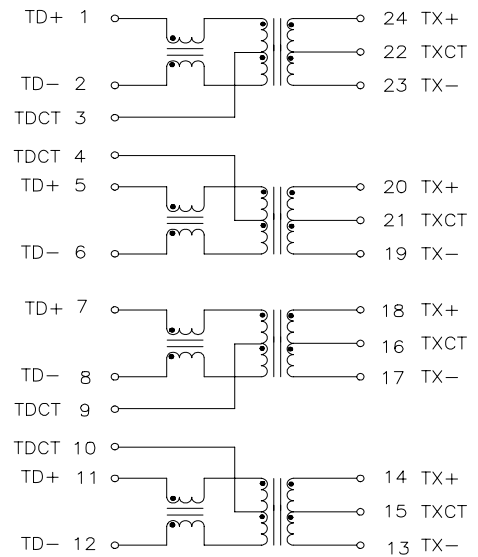 TD+ 1 24 TX+
22 TXCT
TD− 2 23 TX−
TDCT 3
TDCT 4
TD+ 5 20 TX+
21 TXCT
TD− 6 19 TX−
TD+ 7 18 TX+
16 TXCT
TD− 8 17 TX−
TDCT 9
TDCT 10
TD+ 11 14 TX+
15 TXCT
TD− 12 13 TX−